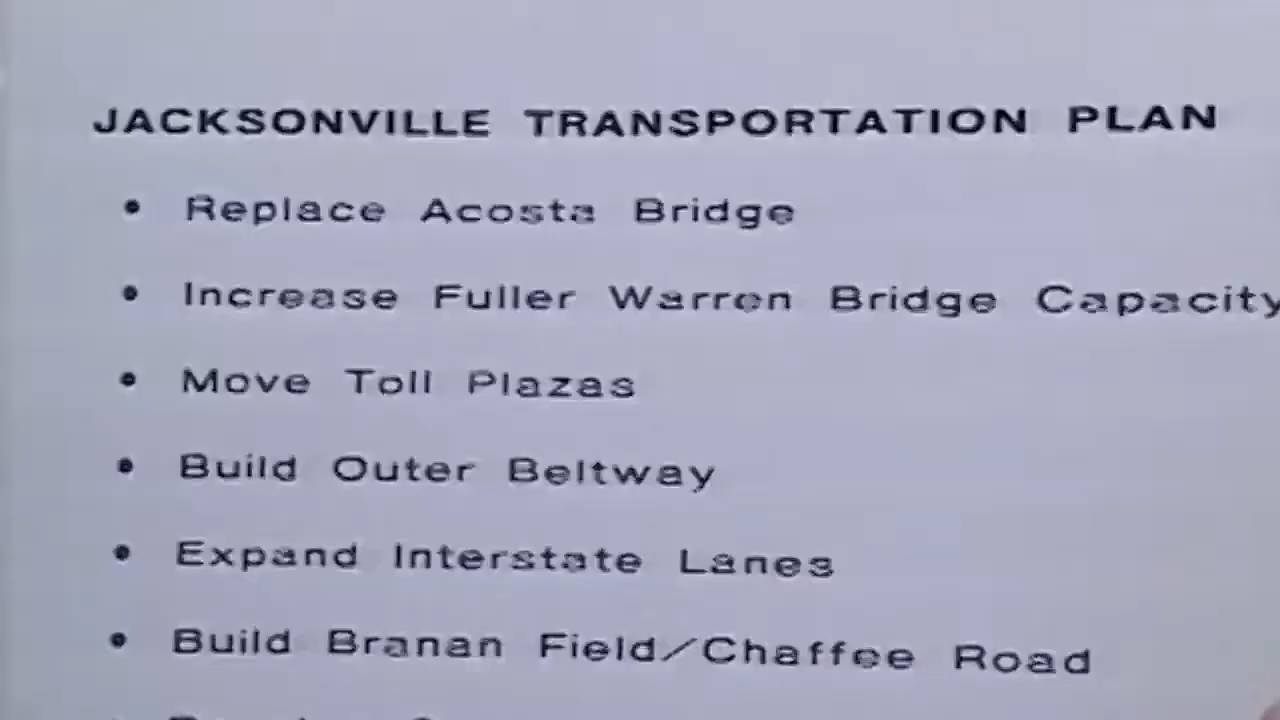 JACKSONVILLE TRANSPORTATION PLAN
• Replace Acosta Bridge
• Increase Fuller Warren Bridge Capacity
• Move Toll Plazas
• Build Outer Beltway
• Expand Interstate Lanes
• Build Branan Field/Chaffee Road